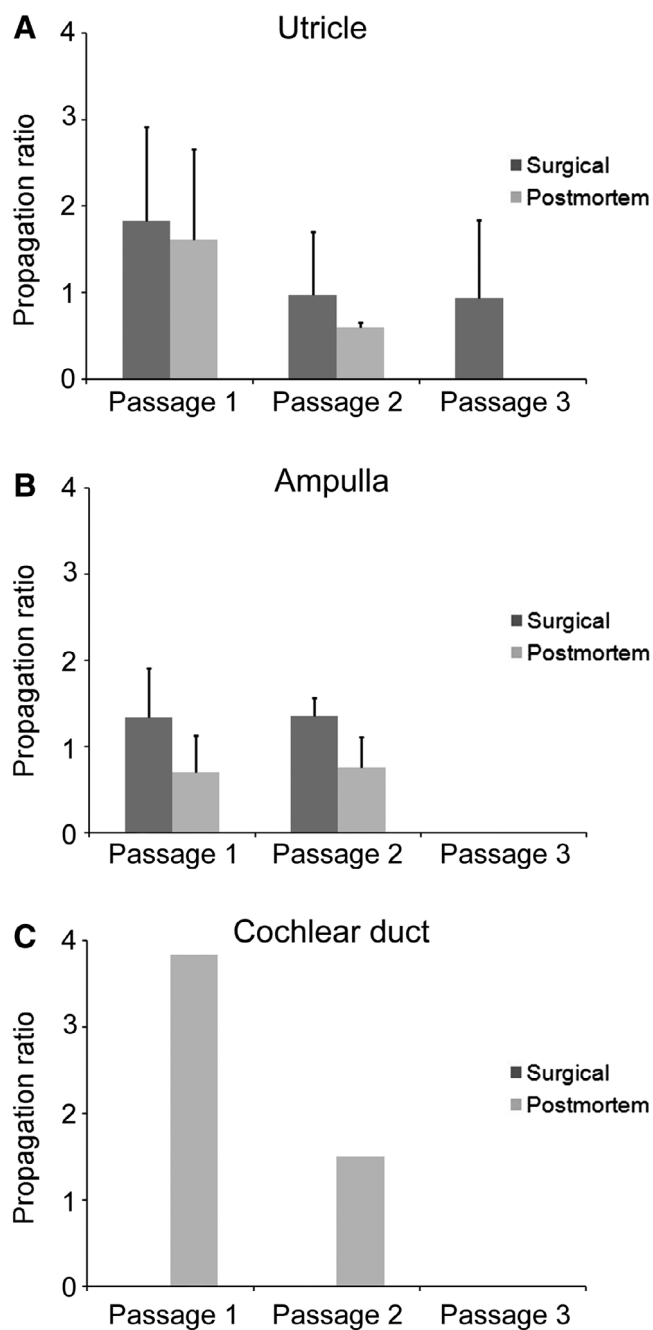 A Utricle
Propagation ratio
4
3
2
1
0
Surgical
Postmortem
Passage 1 Passage 2 Passage 3
B Ampulla
Propagation ratio
4
3
2
1
0
Surgical
Postmortem
Passage 1 Passage 2 Passage 3
C Cochlear duct
Propagation ratio
4
3
2
1
0
Surgical
Postmortem
Passage 1 Passage 2 Passage 3